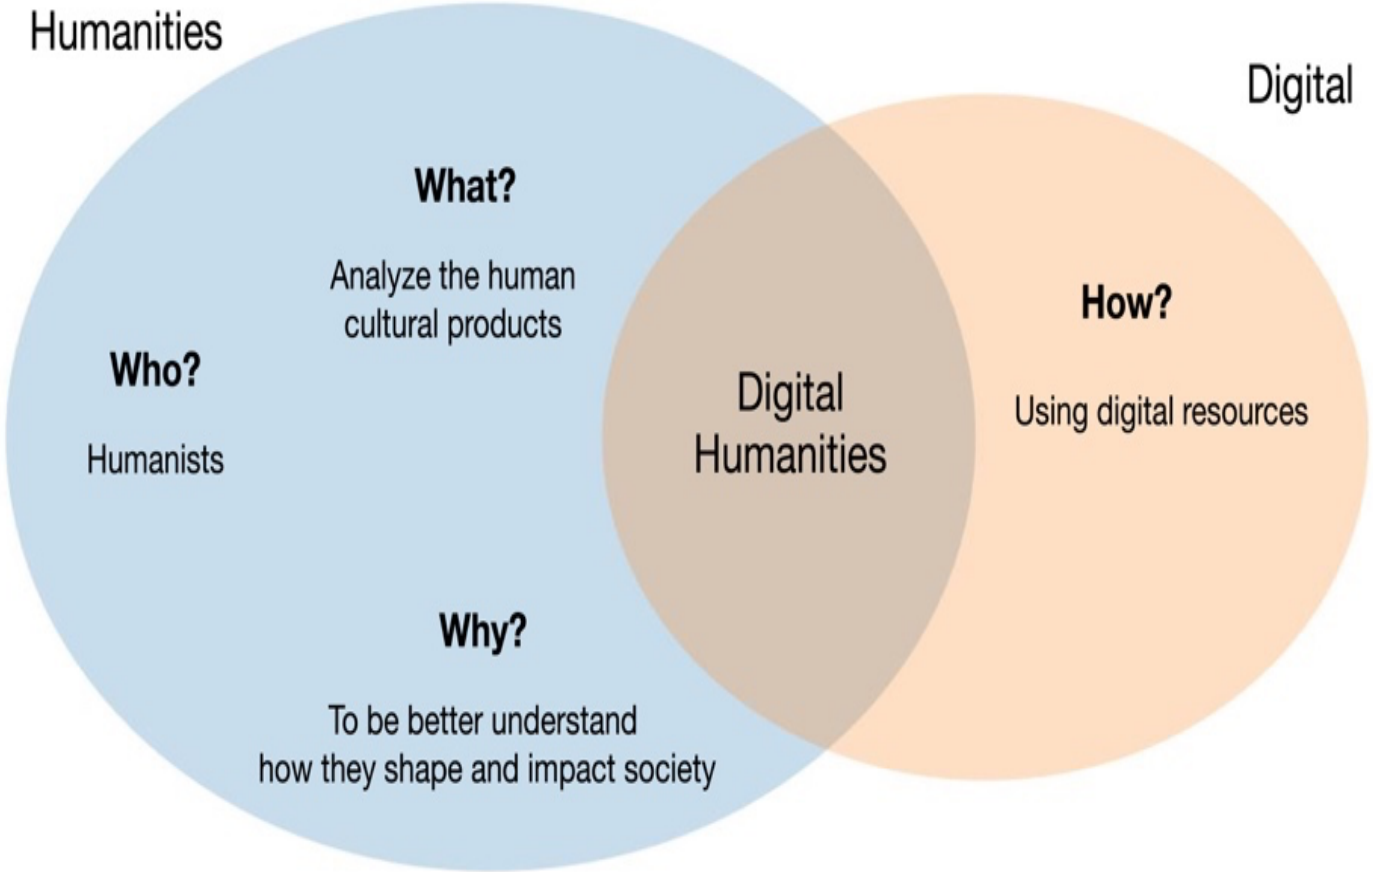 Humanities
Digital
What?
Analyze the human
cultural products
Who?
Humanists
Why?
To be better understand
how they shape and impact society
Digital
Humanities
How?
Using digital resources